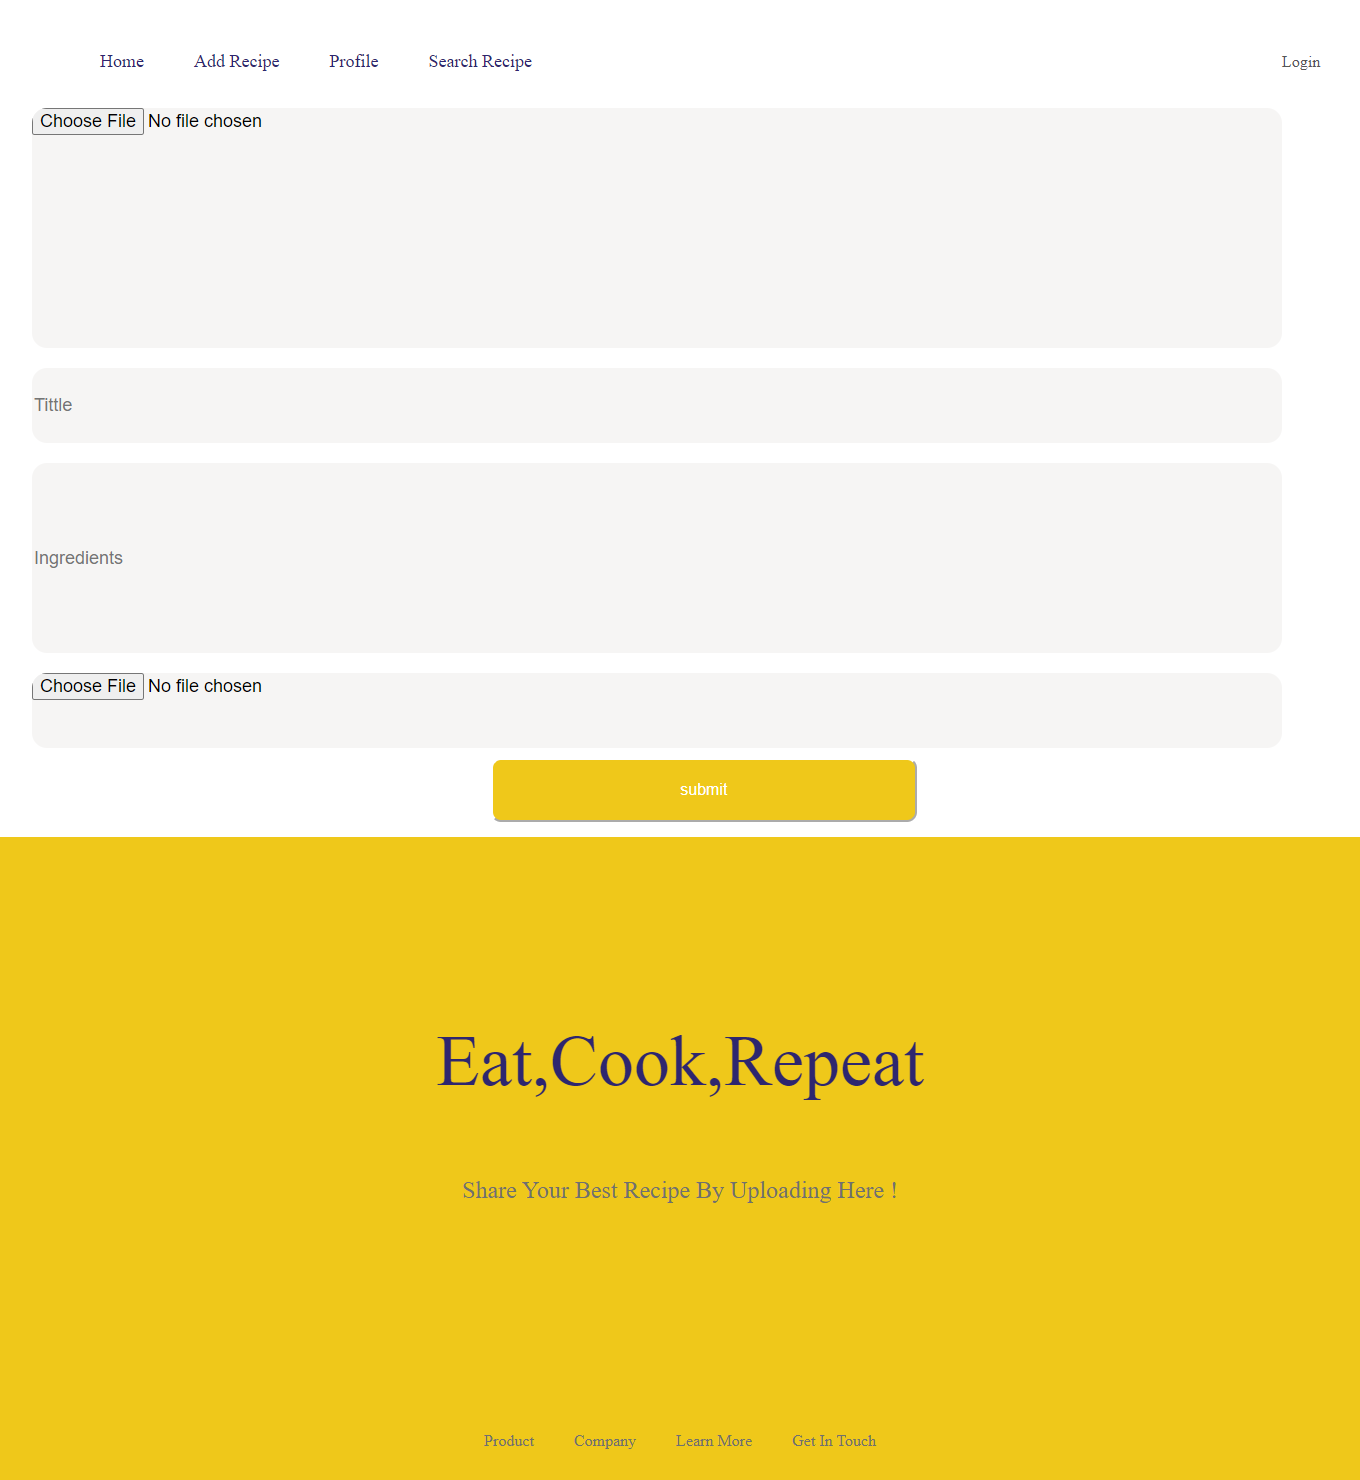 Home Add Recipe Profile Search Recipe Login
Choose File No file chosen
Tittle
Ingredients
Choose File No file chosen
submit
Eat,Cook,Repeat
Share Your Best Recipe By Uploading Here !
Product Company Learn More Get In Touch